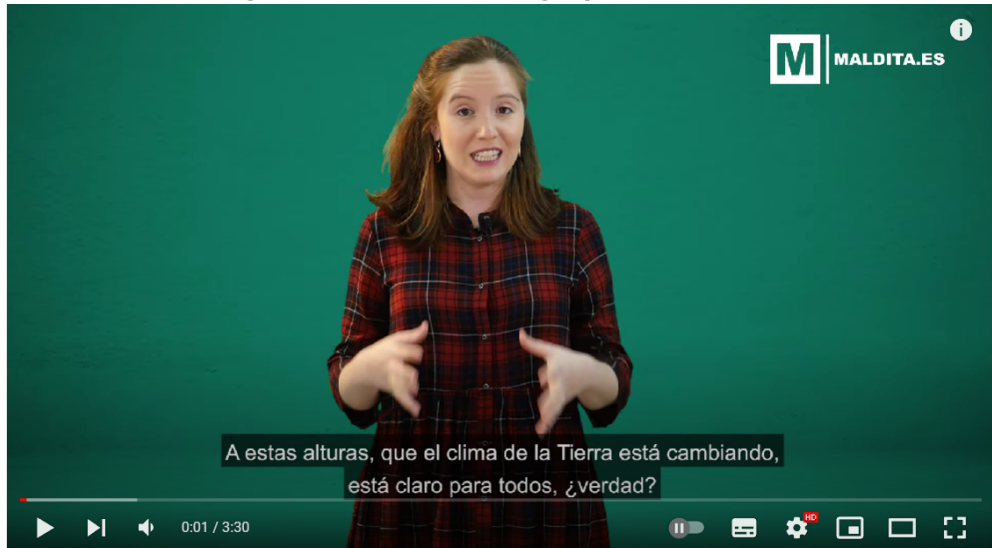 M MALDITA.ES
A estas alturas, que el clima de la Tierra está cambiando,
está claro para todos, ¿verdad?
0:01 / 3:30
HD